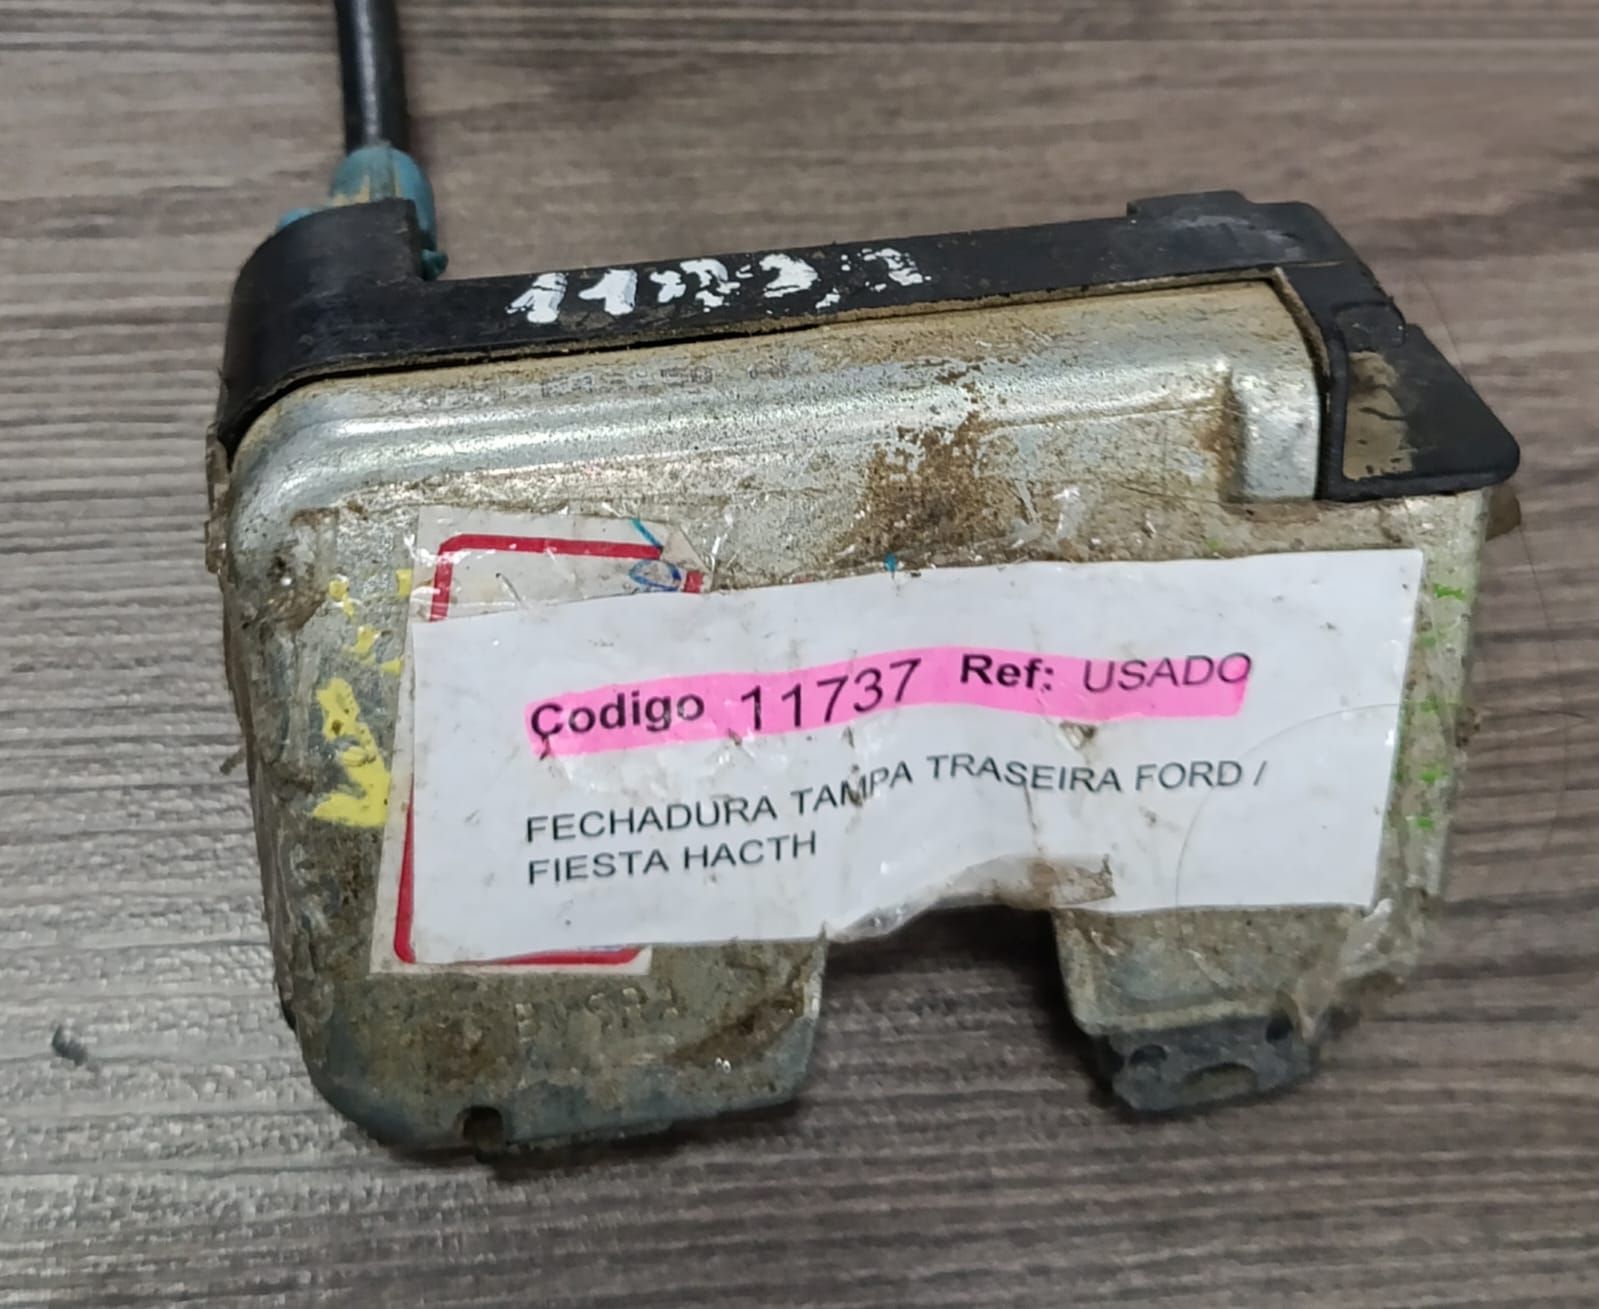 Codigo 11737 Ref: USADO
FECHADURA TAMPA TRASEIRA FORD /
FIESTA HACTH